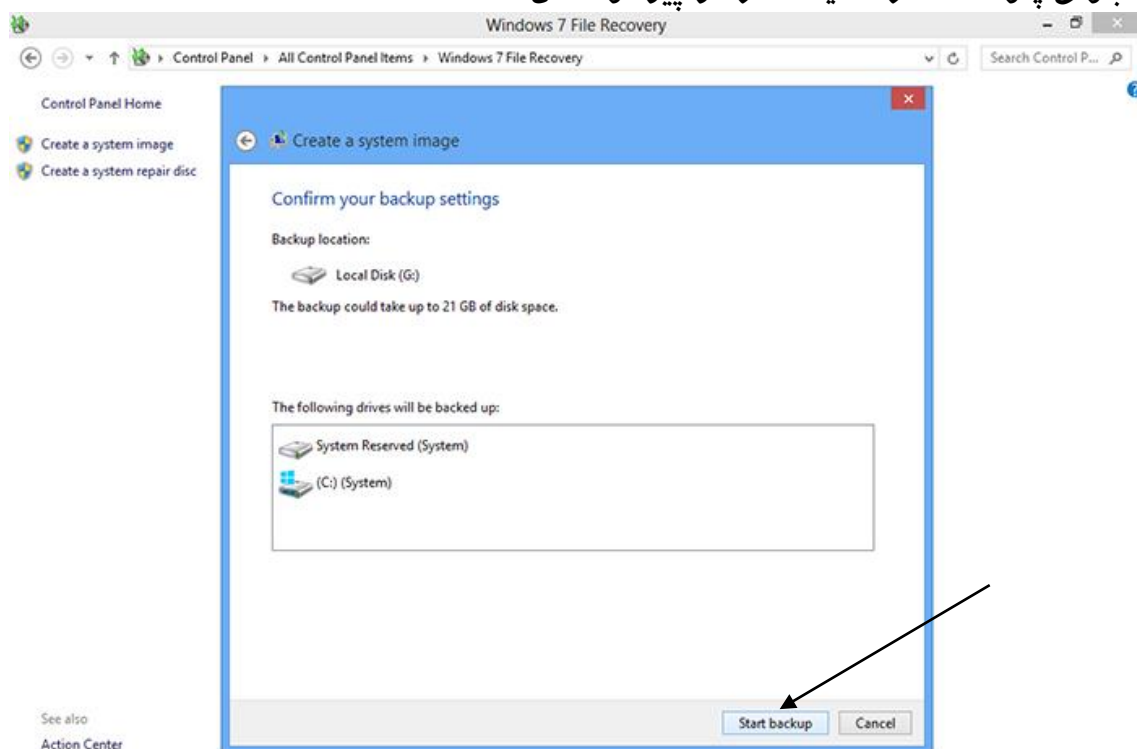 Windows 7 File Recovery
Control Panel › All Control Panel Items › Windows 7 File Recovery
Search Control P...
Control Panel Home
Create a system image
Create a system repair disc
Create a system image
Confirm your backup settings
Backup location:
Local Disk (G:)
The backup could take up to 21 GB of disk space.
The following drives will be backed up:
System Reserved (System)
(C:) (System)
Start backup
Cancel
See also
Action Center